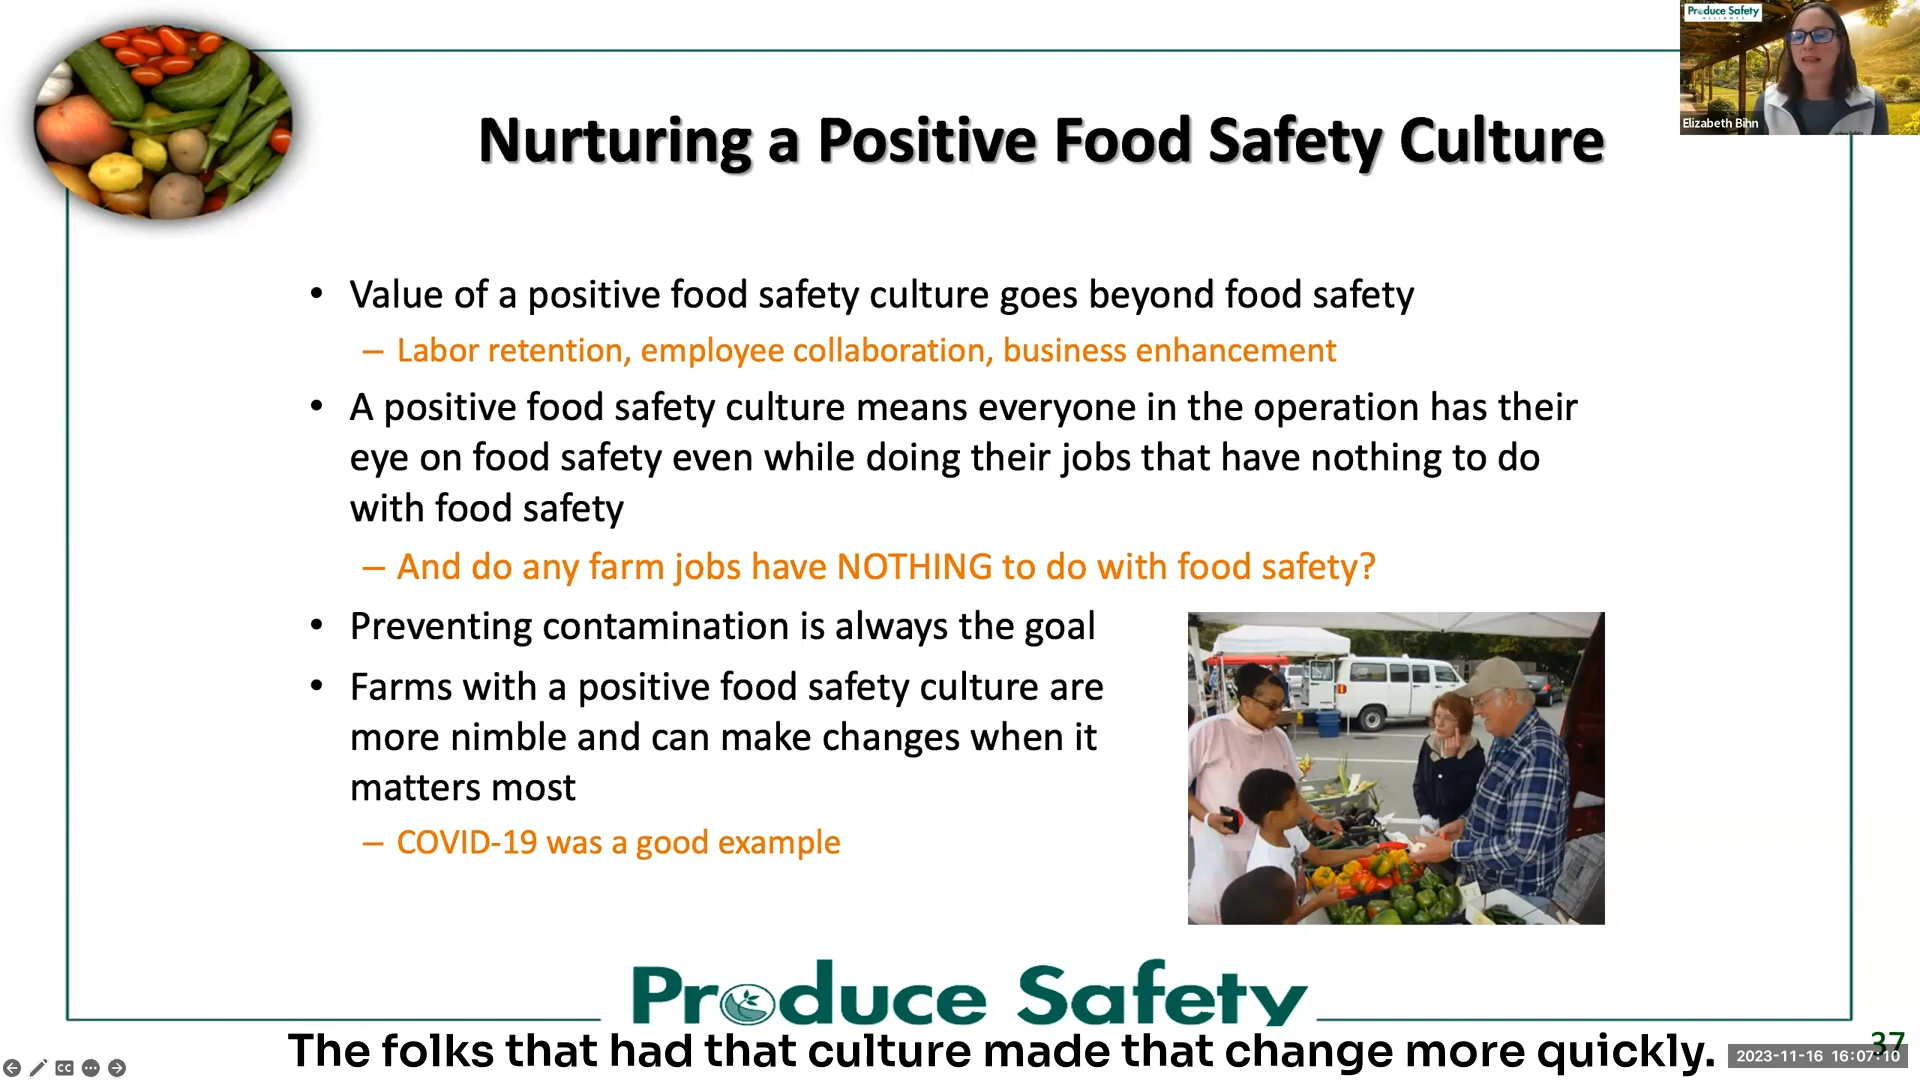 Produce Safety
ALLIANCE
Elizabeth Bihn
Nurturing a Positive Food Safety Culture
• Value of a positive food safety culture goes beyond food safety
– Labor retention, employee collaboration, business enhancement
• A positive food safety culture means everyone in the operation has their
eye on food safety even while doing their jobs that have nothing to do
with food safety
– And do any farm jobs have NOTHING to do with food safety?
• Preventing contamination is always the goal
• Farms with a positive food safety culture are
more nimble and can make changes when it
matters most
– COVID-19 was a good example
Produce Safety
The folks that had that culture made that change more quickly.
37
2023-11-16 16:07:10
CC